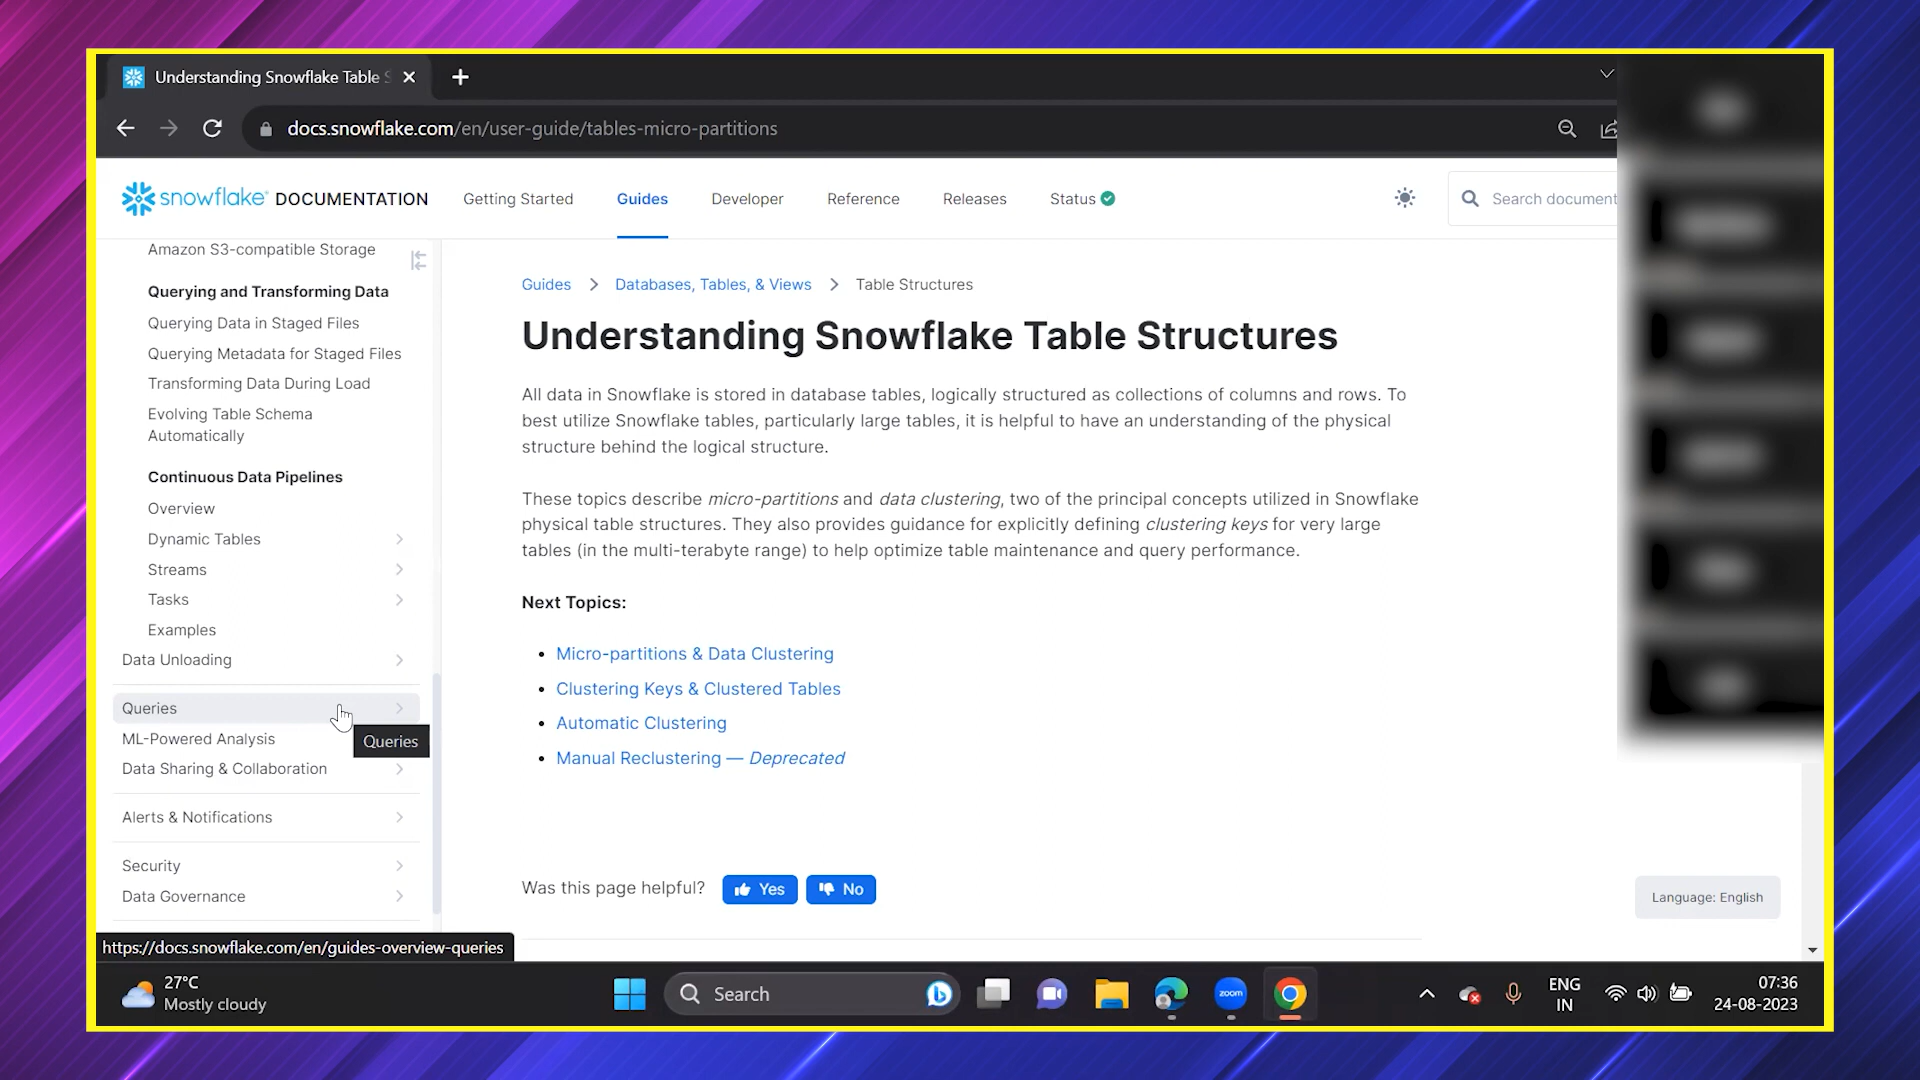 Understanding Snowflake Table S
docs.snowflake.com/en/user-guide/tables-micro-partitions
snowflake DOCUMENTATION
Getting Started
Guides
Developer
Reference
Releases
Status
Search document
Amazon S3-compatible Storage
Querying and Transforming Data
Querying Data in Staged Files
Querying Metadata for Staged Files
Transforming Data During Load
Evolving Table Schema
Automatically
Continuous Data Pipelines
Overview
Dynamic Tables
Streams
Tasks
Examples
Data Unloading
Queries
ML-Powered Analysis
Queries
Data Sharing & Collaboration
Alerts & Notifications
Security
Data Governance
https://docs.snowflake.com/en/guides-overview-queries
Guides > Databases, Tables, & Views > Table Structures
Understanding Snowflake Table Structures
All data in Snowflake is stored in database tables, logically structured as collections of columns and rows. To
best utilize Snowflake tables, particularly large tables, it is helpful to have an understanding of the physical
structure behind the logical structure.
These topics describe micro-partitions and data clustering, two of the principal concepts utilized in Snowflake
physical table structures. They also provides guidance for explicitly defining clustering keys for very large
tables (in the multi-terabyte range) to help optimize table maintenance and query performance.
Next Topics:
• Micro-partitions & Data Clustering
• Clustering Keys & Clustered Tables
• Automatic Clustering
• Manual Reclustering — Deprecated
Was this page helpful?
Yes
No
Language: English
27°C
Mostly cloudy
Search
zoom
ENG
IN
07:36
24-08-2023